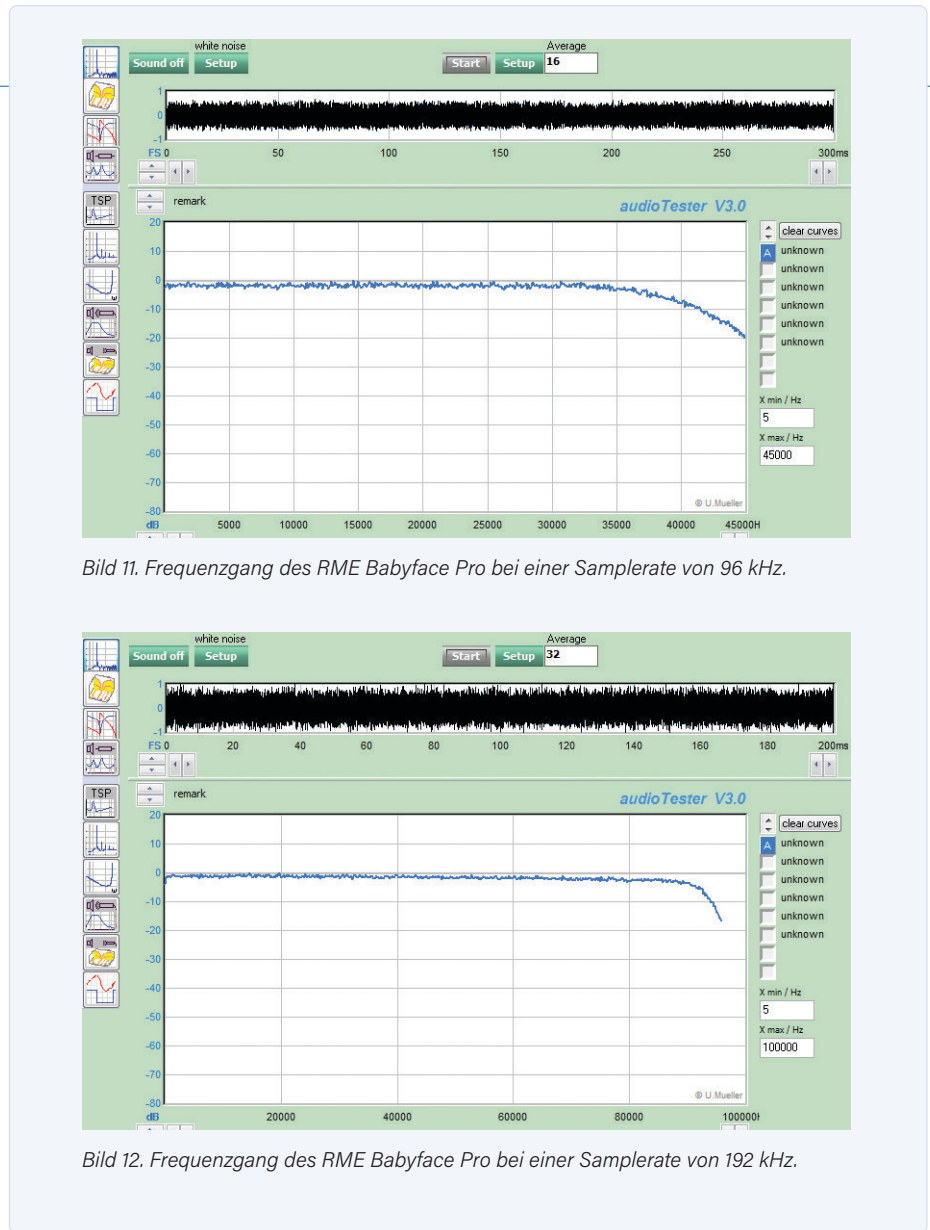 white noise Average
Sound off Setup Start Setup 16
1
0
-1
FS 0 50 100 150 200 250 300ms
TSP remark audioTester V3.0
20
10
0
-10
-20
-30
-40
-50
-60
-70
-80
clear curves
A unknown
unknown
unknown
unknown
unknown
unknown
X min / Hz
5
X max / Hz
45000
© U.Mueller
dB 5000 10000 15000 20000 25000 30000 35000 40000 45000H
Bild 11. Frequenzgang des RME Babyface Pro bei einer Samplerate von 96 kHz.
white noise Average
Sound off Setup Start Setup 32
1
0
-1
FS 0 20 40 60 80 100 120 140 160 180 200ms
TSP remark audioTester V3.0
20
10
0
-10
-20
-30
-40
-50
-60
-70
-80
clear curves
A unknown
unknown
unknown
unknown
unknown
unknown
X min / Hz
5
X max / Hz
100000
© U.Mueller
dB 20000 40000 60000 80000 100000H
Bild 12. Frequenzgang des RME Babyface Pro bei einer Samplerate von 192 kHz.